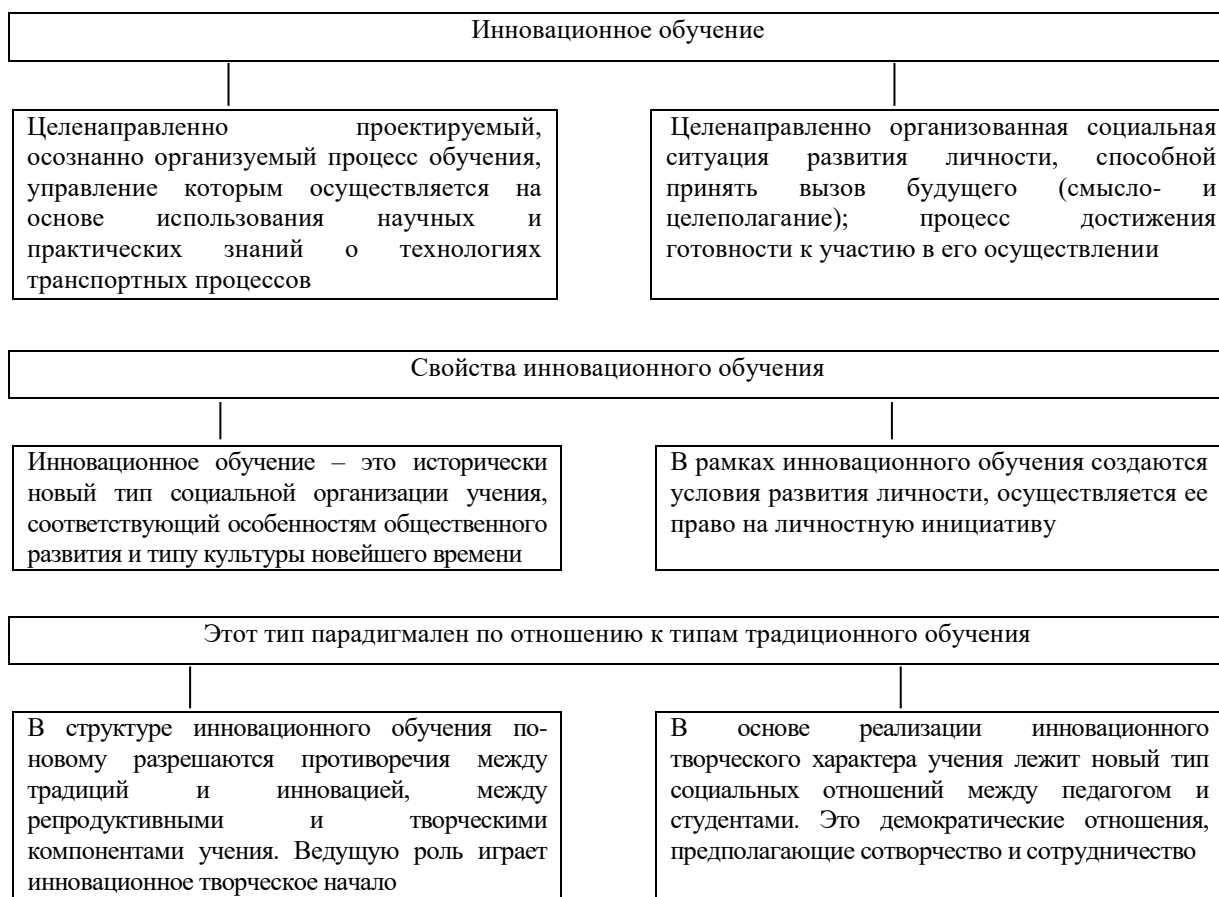 Инновационное обучение
Целенаправленно проектируемый,
осознанно организуемый процесс обучения,
управление которым осуществляется на
основе использования научных и
практических знаний о технологиях
транспортных процессов
Целенаправленно организованная социальная
ситуация развития личности, способной
принять вызов будущего (смысло- и
целеполагание); процесс достижения
готовности к участию в его осуществлении
Свойства инновационного обучения
Инновационное обучение – это исторически
новый тип социальной организации учения,
соответствующий особенностям общественного
развития и типу культуры новейшего времени
В рамках инновационного обучения создаются
условия развития личности, осуществляется ее
право на личностную инициативу
Этот тип парадигмален по отношению к типам традиционного обучения
В структуре инновационного обучения по-
новому разрешаются противоречия между
традиций и инновацией, между
репродуктивными и творческими
компонентами учения. Ведущую роль играет
инновационное творческое начало
В основе реализации инновационного
творческого характера учения лежит новый тип
социальных отношений между педагогом и
студентами. Это демократические отношения,
предполагающие сотворчество и сотрудничество